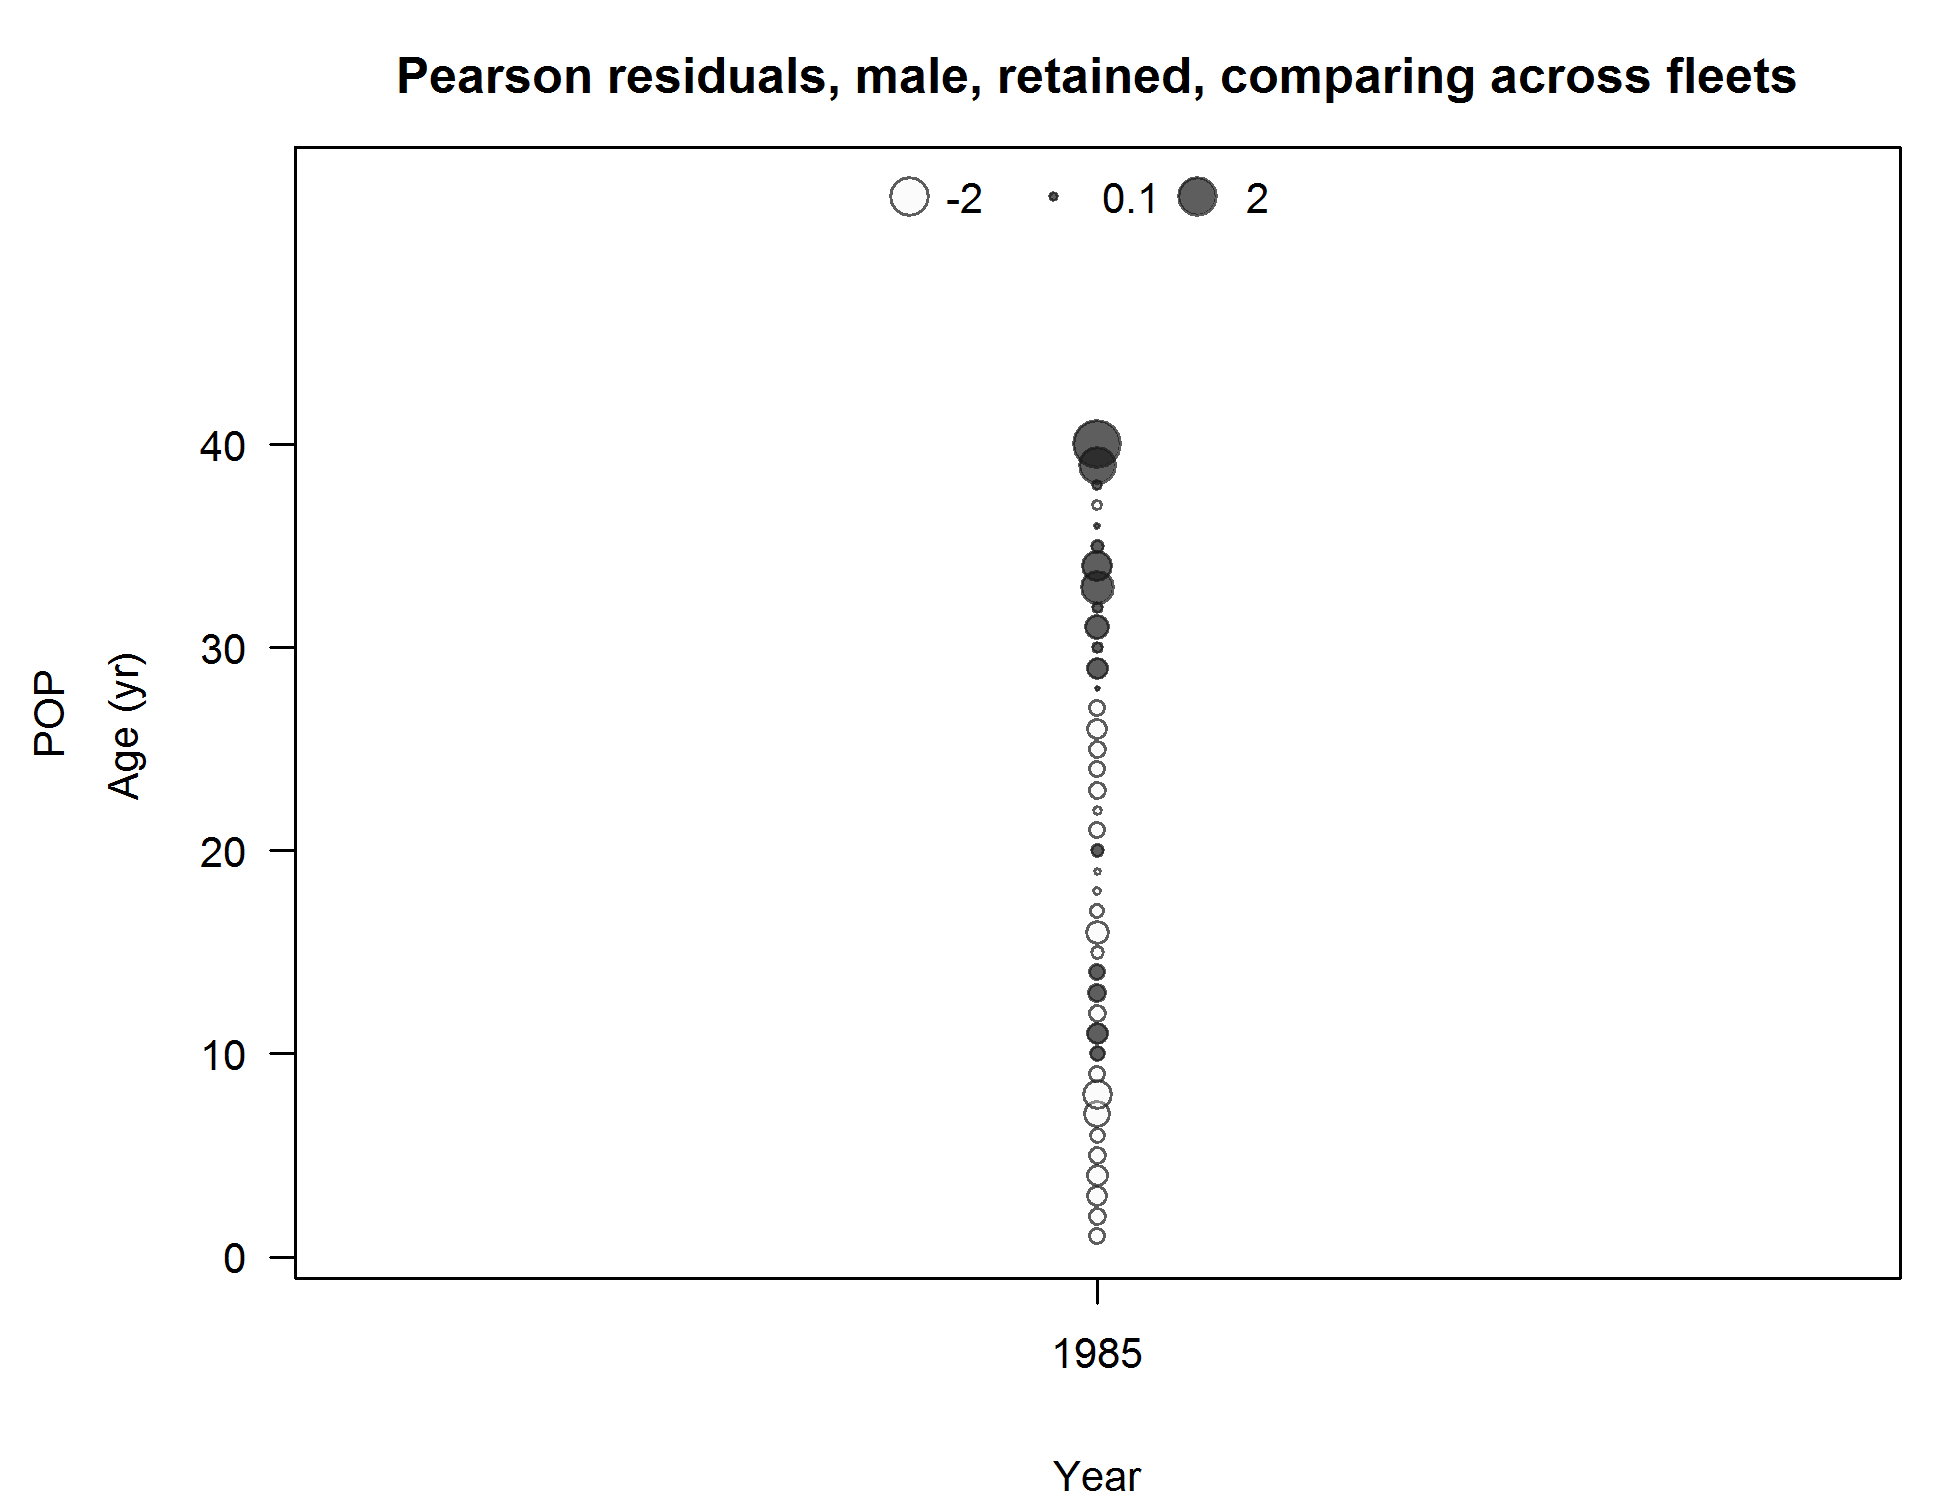 Pearson residuals, male, retained, comparing across fleets
-2 0.1 2
40
30
20
10
0
POP
Age (yr)
1985
Year